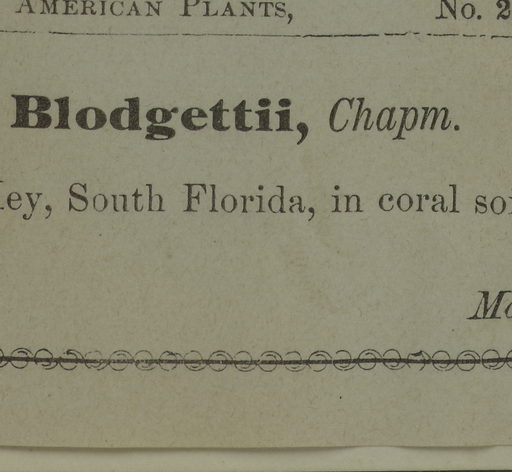 AMERICAN PLANTS, No. 2
Blodgettii, Chapm.
ey, South Florida, in coral so
M